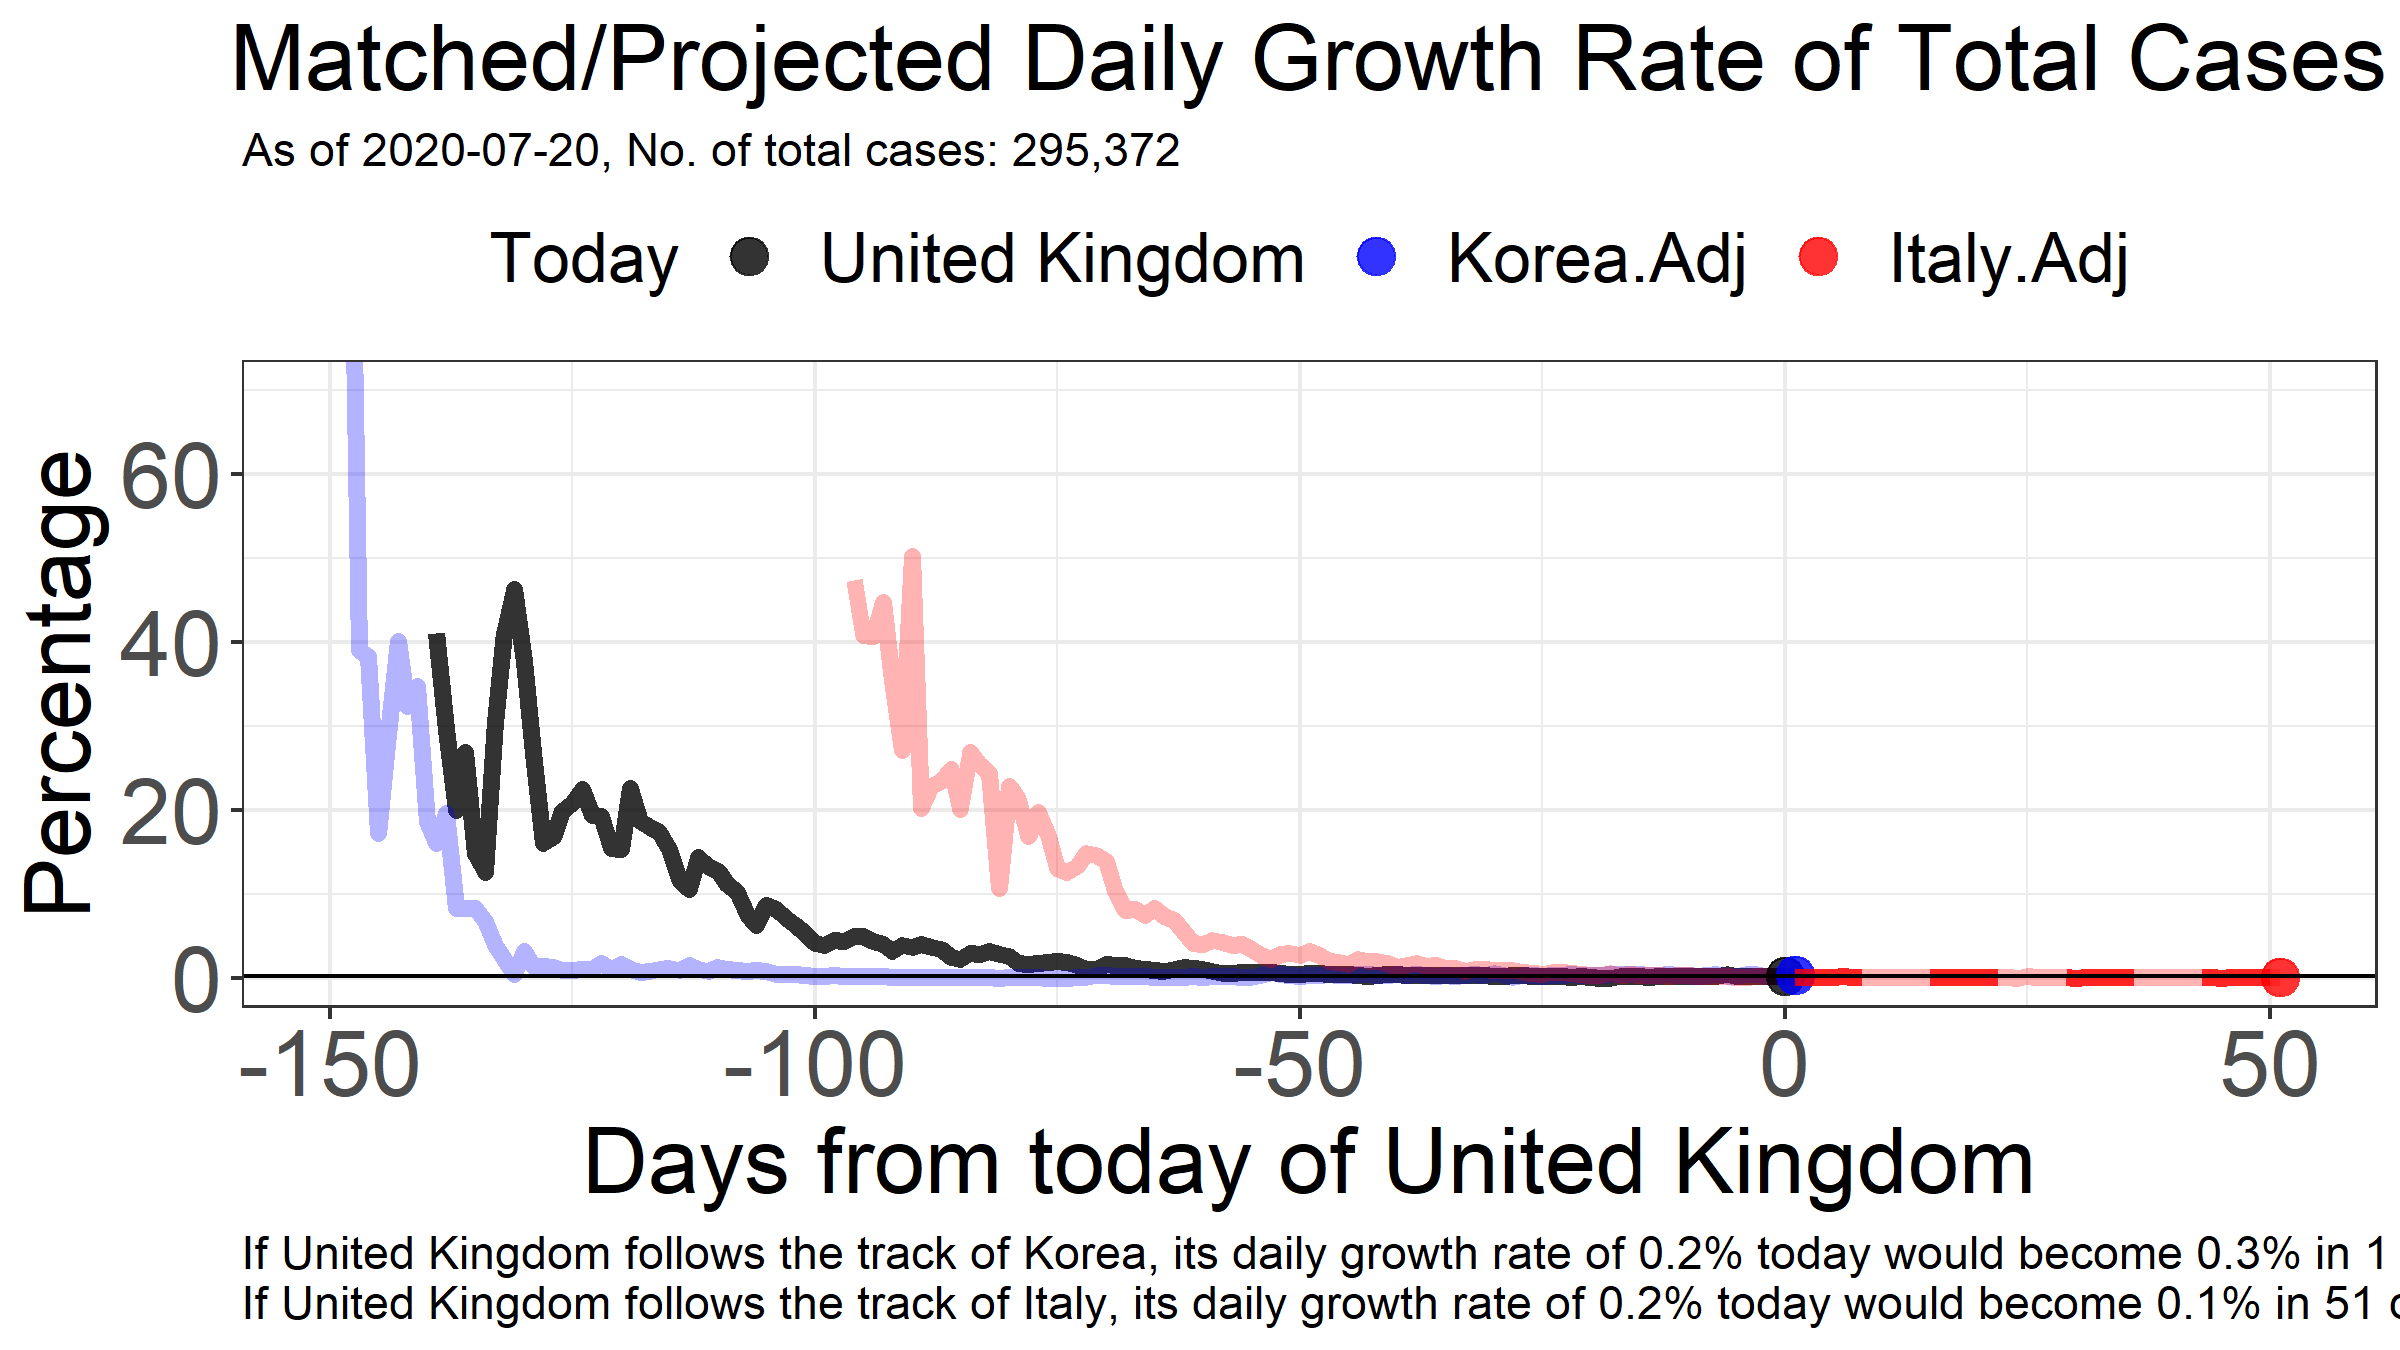 Matched/Projected Daily Growth Rate of Total Cases
As of 2020-07-20, No. of total cases: 295,372
Today United Kingdom Korea.Adj Italy.Adj
Percentage
60
40
20
0
-150 -100 -50 0 50
Days from today of United Kingdom
If United Kingdom follows the track of Korea, its daily growth rate of 0.2% today would become 0.3% in 1
If United Kingdom follows the track of Italy, its daily growth rate of 0.2% today would become 0.1% in 51